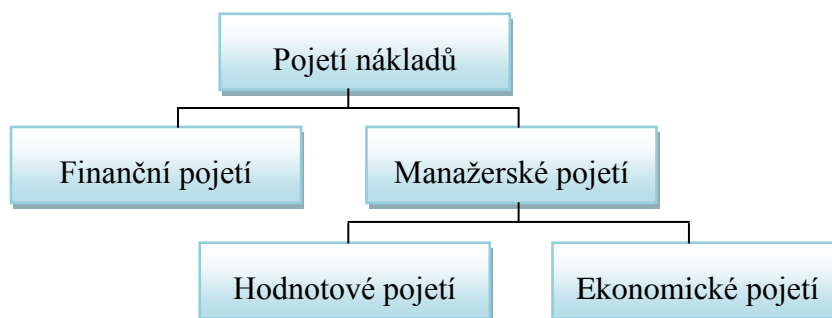 Pojetí nákladů
Finanční pojetí
Manažerské pojetí
Hodnotové pojetí
Ekonomické pojetí